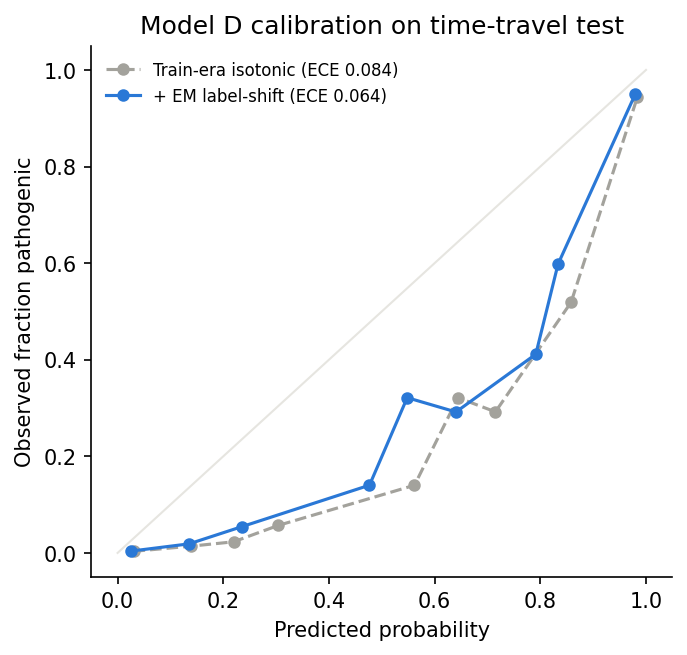 Model D calibration on time-travel test
Train-era isotonic (ECE 0.084)
+ EM label-shift (ECE 0.064)
Observed fraction pathogenic
1.0
0.8
0.6
0.4
0.2
0.0
0.0 0.2 0.4 0.6 0.8 1.0
Predicted probability